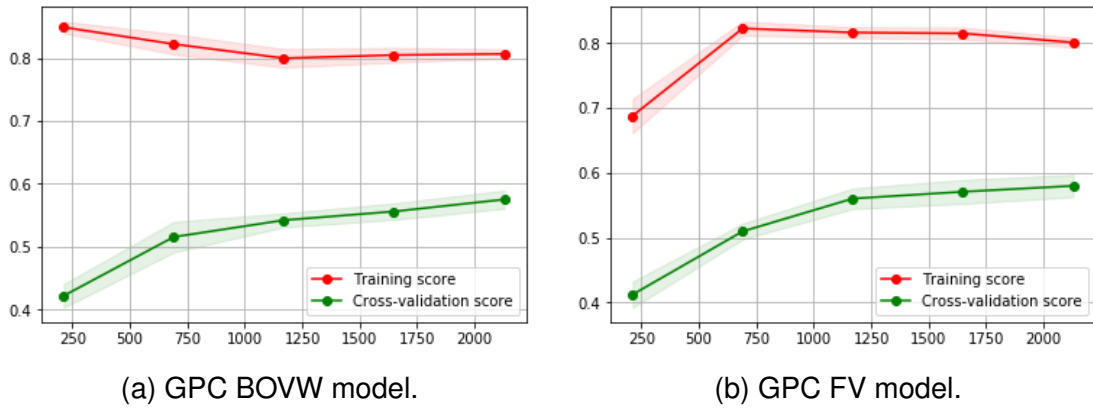 0.8
0.7
0.6
0.5
0.4
250 500 750 1000 1250 1500 1750 2000
Training score
Cross-validation score
(a) GPC BOVW model.
0.8
0.7
0.6
0.5
0.4
250 500 750 1000 1250 1500 1750 2000
Training score
Cross-validation score
(b) GPC FV model.